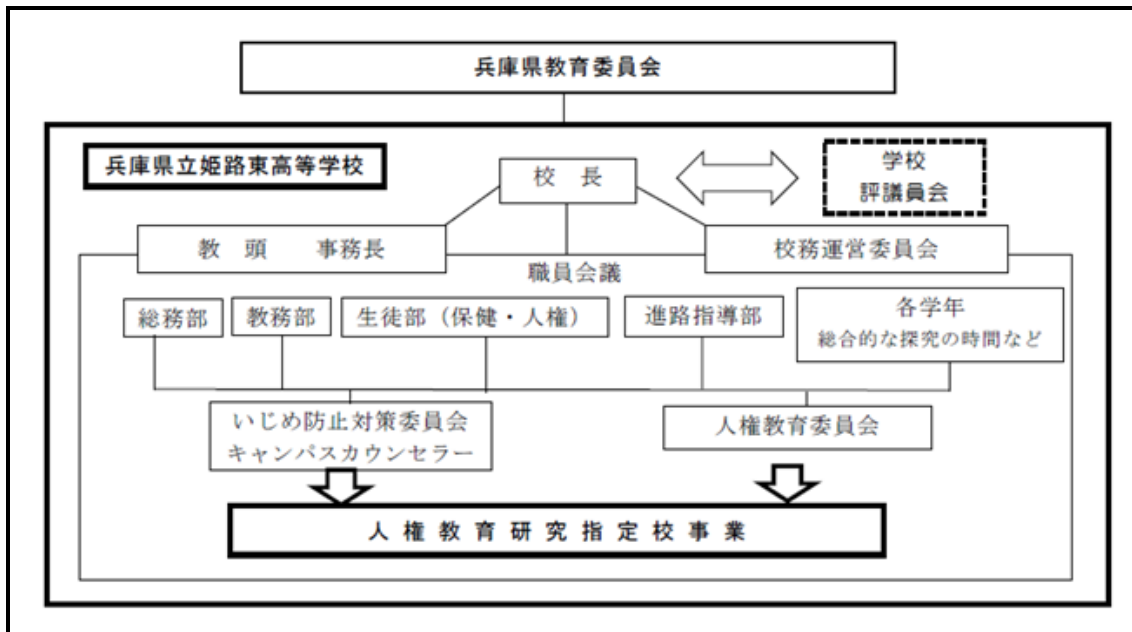 兵庫県教育委員会
兵庫県立姫路東高等学校
校 長
学校
評議員会
教 頭 事務長
校務運営委員会
職員会議
総務部
教務部
生徒部（保健・人権）
進路指導部
各学年
総合的な探究の時間など
いじめ防止対策委員会
キャンパスカウンセラー
人権教育委員会
人 権 教 育 研 究 指 定 校 事 業